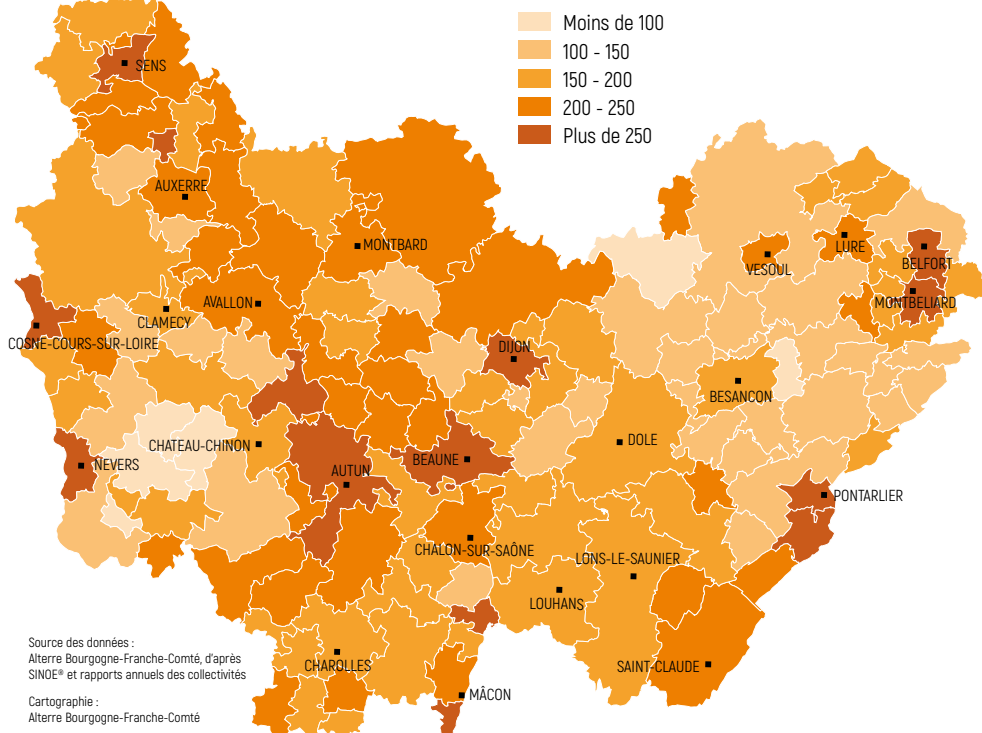 Moins de 100
100 - 150
150 - 200
200 - 250
Plus de 250
SENS
AUXERRE
MONTBARD
LURE
VESOUL
BELFORT
AVALLON
MONTBELIARD
CLAMECY
COSNE-COURS-SUR-LOIRE
DIJON
BESANCON
CHATEAU-CHINON
DOLE
NEVERS
BEAUNE
AUTUN
PONTARLIER
CHALON-SUR-SAÔNE
LONS-LE-SAUNIER
LOUHANS
CHAROLLES
SAINT-CLAUDE
MÂCON
Source des données :
Alterre Bourgogne-Franche-Comté, d'après
SINOE® et rapports annuels des collectivités
Cartographie :
Alterre Bourgogne-Franche-Comté